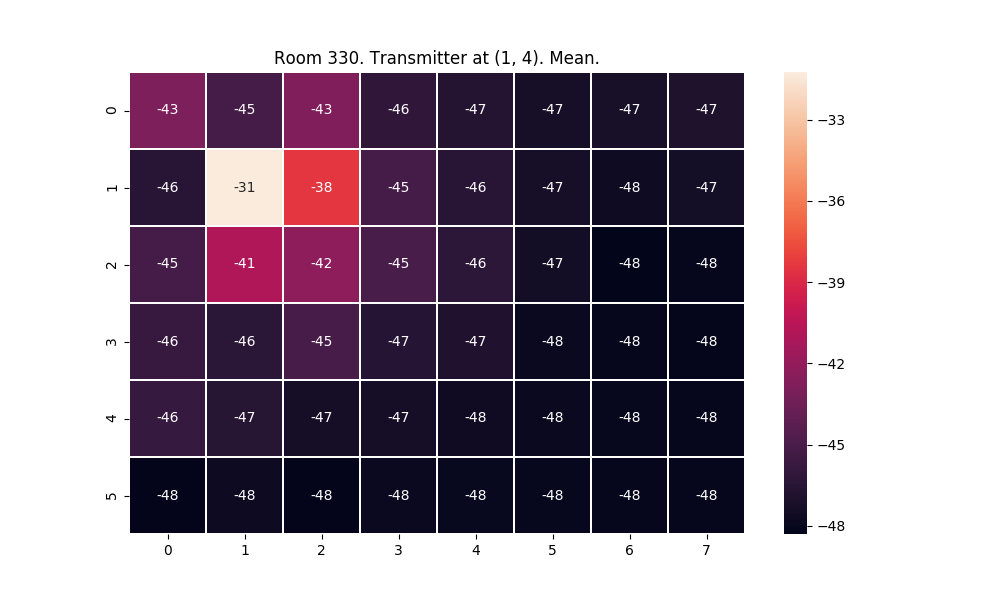 Room 330. Transmitter at (1, 4). Mean.
0 -43 -45 -43 -46 -47 -47 -47 -47
1 -46 -31 -38 -45 -46 -47 -48 -47
2 -45 -41 -42 -45 -46 -47 -48 -48
3 -46 -46 -45 -47 -47 -48 -48 -48
4 -46 -47 -47 -47 -48 -48 -48 -48
5 -48 -48 -48 -48 -48 -48 -48 -48
0 1 2 3 4 5 6 7
−33
−36
−39
−42
−45
−48